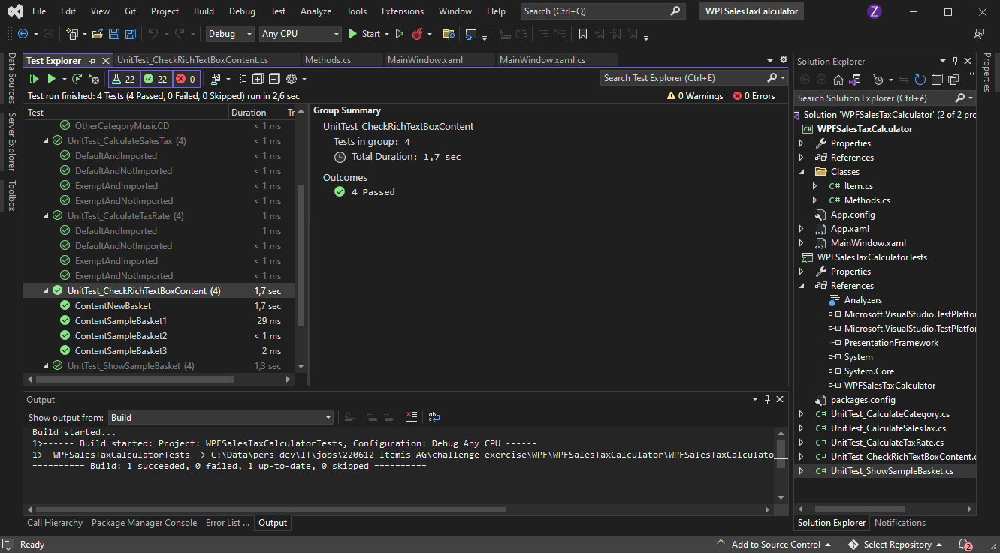 File Edit View Git Project Build Debug Test Analyze Tools Extensions Window Help Search (Ctrl+Q) WPFSalesTaxCalculator Z
Debug Any CPU Start
Data Sources
Server Explorer
Toolbox
Test Explorer UnitTest_CheckRichTextBoxContent.cs Methods.cs MainWindow.xaml MainWindow.xaml.cs
22 22 0 Search Test Explorer (Ctrl+E)
Test run finished: 4 Tests (4 Passed, 0 Failed, 0 Skipped) run in 2,6 sec 0 Warnings 0 Errors
Test Duration Tr
OtherCategoryMusicCD < 1 ms
UnitTest_CalculateSalesTax (4) < 1 ms
DefaultAndImported < 1 ms
DefaultAndNotImported < 1 ms
ExemptAndImported < 1 ms
ExemptAndNotImported < 1 ms
UnitTest_CalculateTaxRate (4) 1 ms
DefaultAndImported 1 ms
DefaultAndNotImported < 1 ms
ExemptAndImported < 1 ms
ExemptAndNotImported < 1 ms
UnitTest_CheckRichTextBoxContent (4) 1,7 sec
ContentNewBasket 1,7 sec
ContentSampleBasket1 29 ms
ContentSampleBasket2 < 1 ms
ContentSampleBasket3 2 ms
UnitTest_ShowSampleBasket (4) 1,3 sec
Group Summary
UnitTest_CheckRichTextBoxContent
Tests in group: 4
Total Duration: 1,7 sec
Outcomes
4 Passed
Output
Show output from: Build
Build started...
1>------ Build started: Project: WPFSalesTaxCalculatorTests, Configuration: Debug Any CPU ------
1>  WPFSalesTaxCalculatorTests -> C:\Data\pers dev\IT\jobs\220612 Itemis AG\challenge exercise\WPF\WPFSalesTaxCalculator\WPFSalesTaxCalculato
========== Build: 1 succeeded, 0 failed, 1 up-to-date, 0 skipped ==========
Call Hierarchy Package Manager Console Error List ... Output
Solution Explorer
Search Solution Explorer (Ctrl+é)
Solution 'WPFSalesTaxCalculator' (2 of 2 pro
WPFSalesTaxCalculator
Properties
References
Classes
C# Item.cs
C# Methods.cs
App.config
App.xaml
MainWindow.xaml
WPFSalesTaxCalculatorTests
Properties
References
Analyzers
Microsoft.VisualStudio.TestPlatfor
Microsoft.VisualStudio.TestPlatfor
PresentationFramework
System
System.Core
WPFSalesTaxCalculator
packages.config
C# UnitTest_CalculateCategory.cs
C# UnitTest_CalculateSalesTax.cs
C# UnitTest_CalculateTaxRate.cs
C# UnitTest_CheckRichTextBoxContent.c
C# UnitTest_ShowSampleBasket.cs
Solution Explorer Notifications
Properties
Ready Add to Source Control Select Repository 2